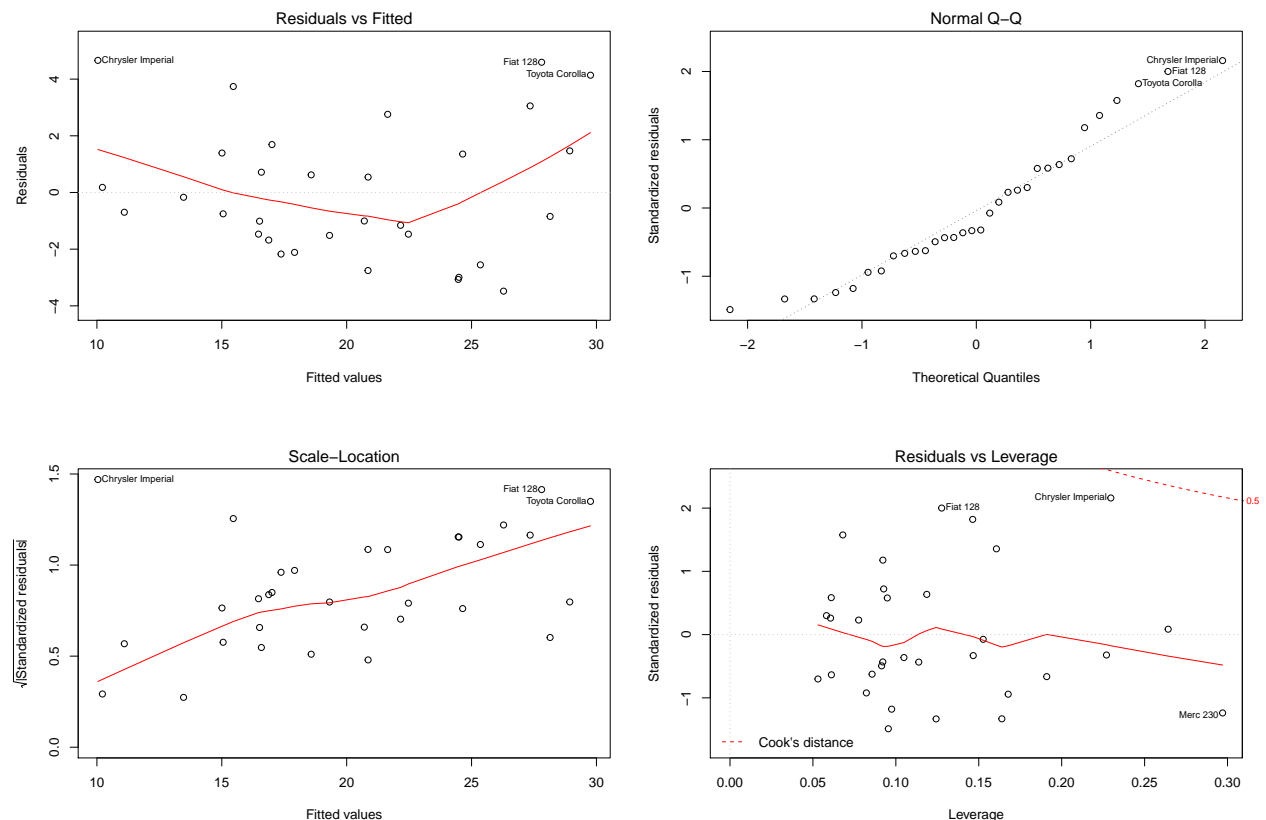 Residuals vs Fitted
Residuals
4
2
0
−2
−4
Chrysler Imperial
Fiat 128
Toyota Corolla
10 15 20 25 30
Fitted values
Normal Q−Q
Standardized residuals
2
1
0
−1
Chrysler Imperial
Fiat 128
Toyota Corolla
−2 −1 0 1 2
Theoretical Quantiles
Scale−Location
√|Standardized residuals|
1.5
1.0
0.5
0.0
Chrysler Imperial
Fiat 128
Toyota Corolla
10 15 20 25 30
Fitted values
Residuals vs Leverage
Standardized residuals
2
1
0
−1
Chrysler Imperial
Fiat 128
0.5
Merc 230
Cook's distance
0.00 0.05 0.10 0.15 0.20 0.25 0.30
Leverage